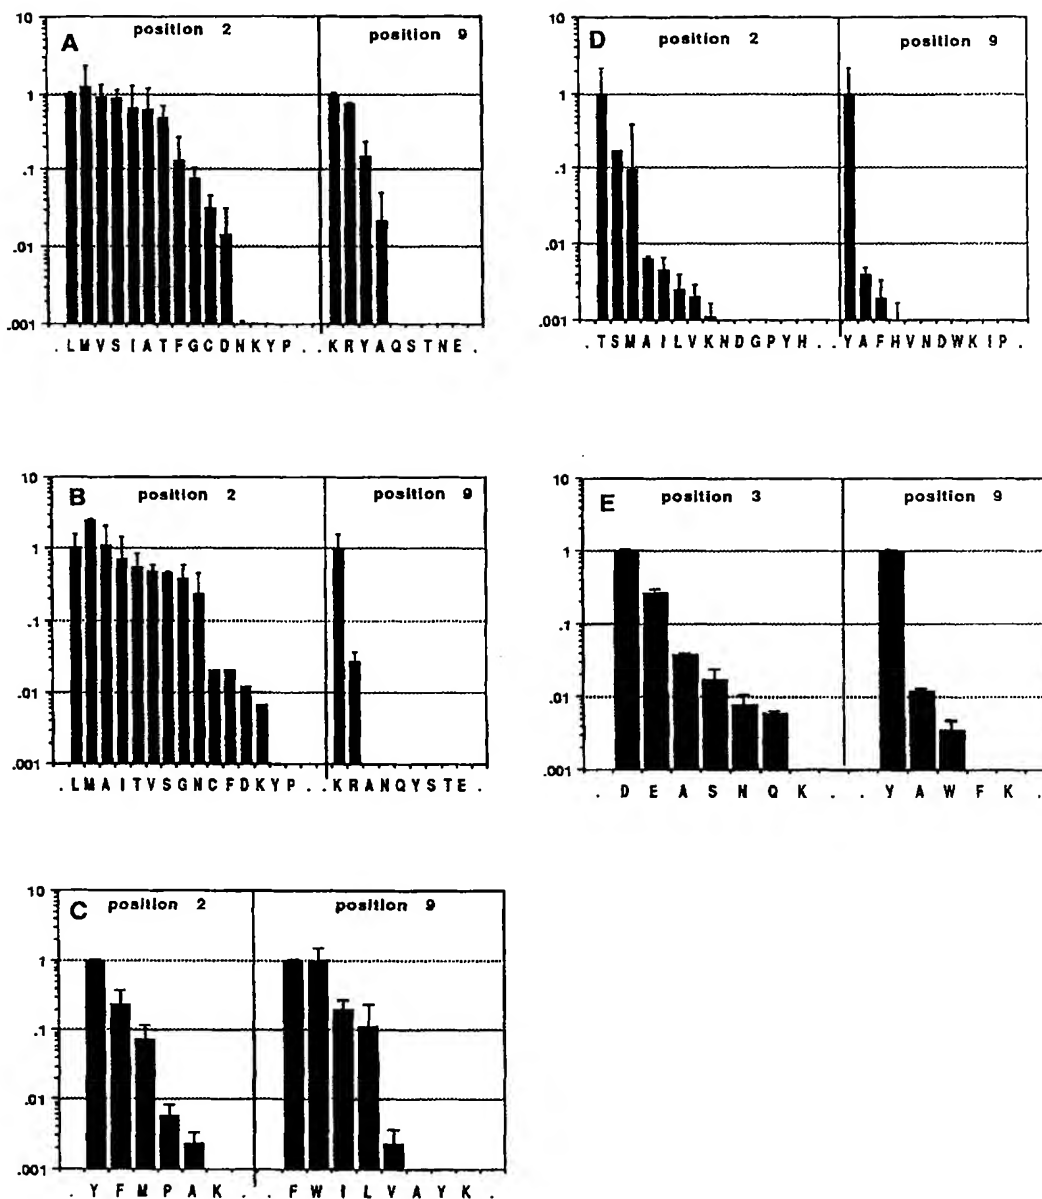 A
position 2
position 9
10
1
.1
.01
.001
. L M V S I A T F G C D N K Y P . . K R Y A Q S T N E .
D
position 2
position 9
10
1
.1
.01
.001
. T S M A I L V K N D G P Y H . . Y A F H V N D W K I P .
B
position 2
position 9
10
1
.1
.01
.001
. L M A I T V S G N C F D K Y P . . K R A N Q Y S T E .
E
position 3
position 9
10
1
.1
.01
.001
. D E A S N Q K . . Y A W F K .
C
position 2
position 9
10
1
.1
.01
.001
. Y F M P A K . . F W I L V A Y K .